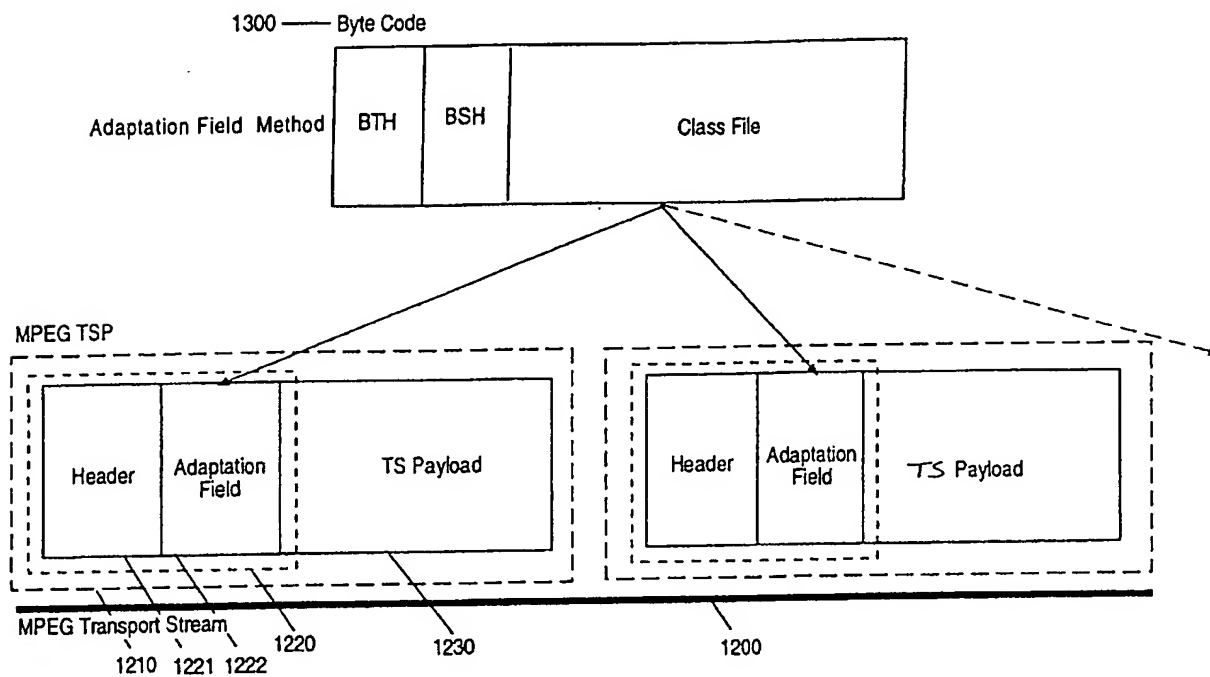 1300 Byte Code
Adaptation Field Method
BTH
BSH
Class File
MPEG TSP
Header
Adaptation
Field
TS Payload
Header
Adaptation
Field
TS Payload
MPEG Transport Stream
1210
1221
1222
1220
1230
1200